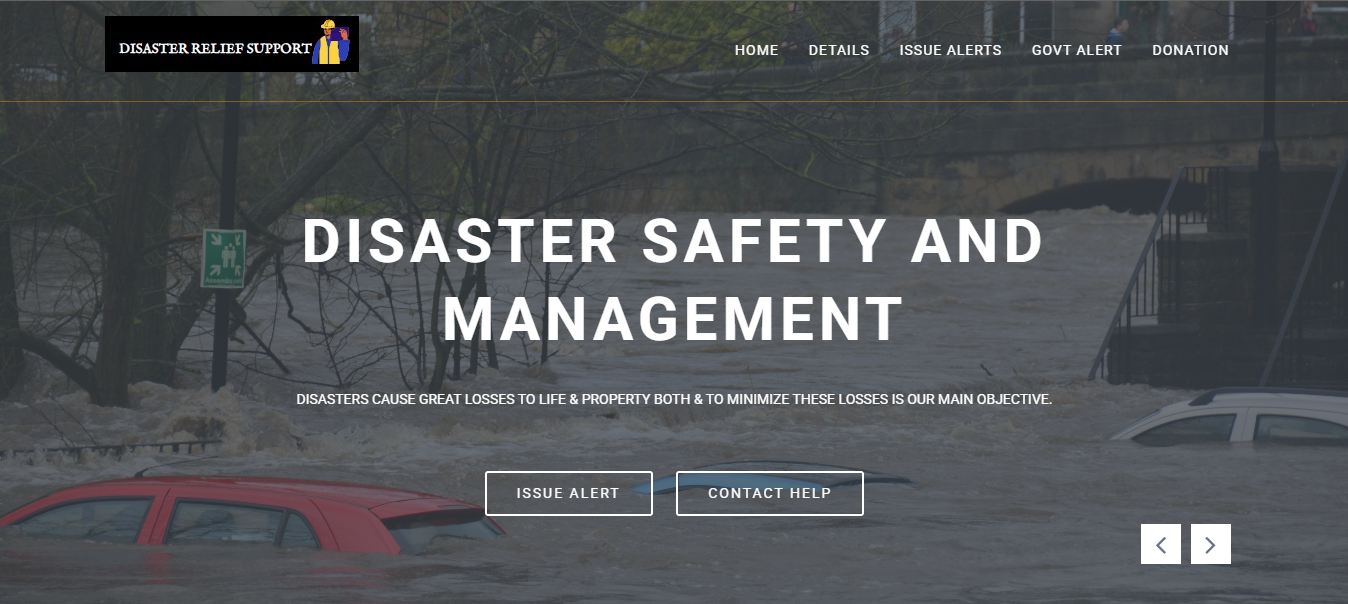 DISASTER RELIEF SUPPORT
HOME DETAILS ISSUE ALERTS GOVT ALERT DONATION
DISASTER SAFETY AND
MANAGEMENT
DISASTERS CAUSE GREAT LOSSES TO LIFE & PROPERTY BOTH & TO MINIMIZE THESE LOSSES IS OUR MAIN OBJECTIVE.
ISSUE ALERT CONTACT HELP